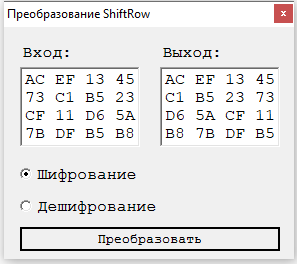 Преобразование ShiftRow
Вход: Выход:
AC EF 13 45 AC EF 13 45
73 C1 B5 23 C1 B5 23 73
CF 11 D6 5A D6 5A CF 11
7B DF B5 B8 B8 7B DF B5
Шифрование
Дешифрование
Преобразовать